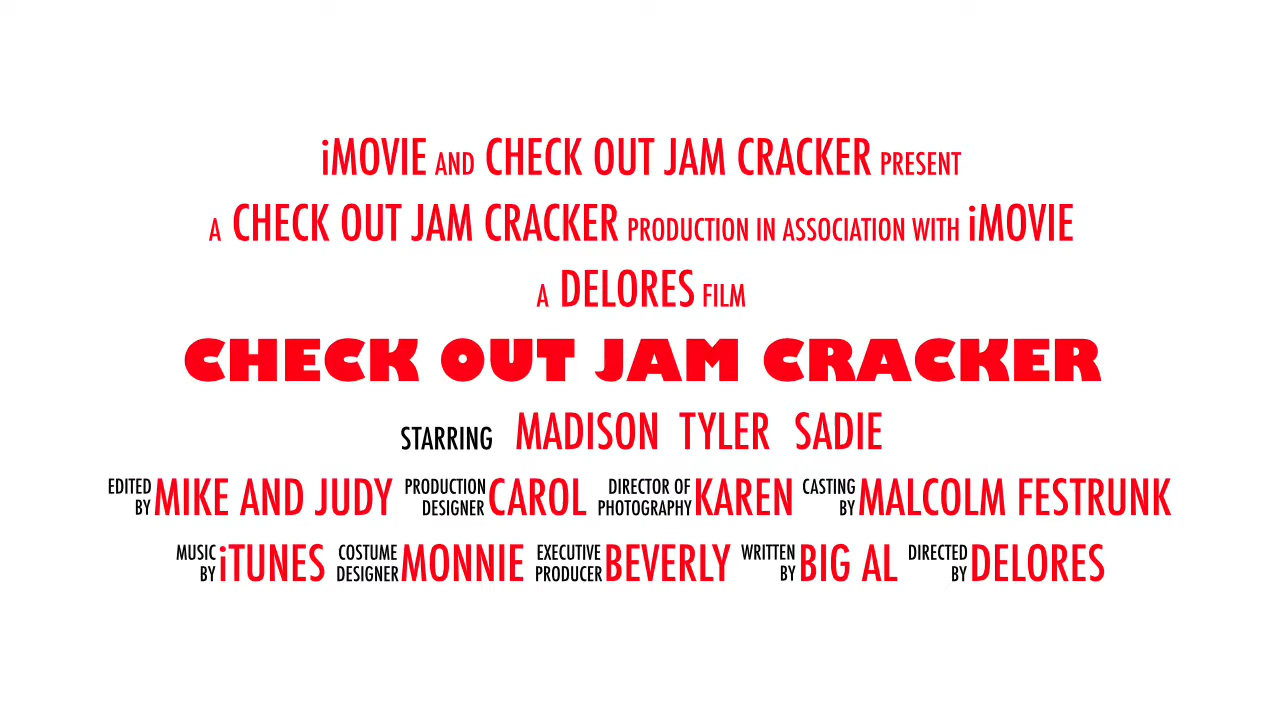 iMOVIE AND CHECK OUT JAM CRACKER PRESENT
A CHECK OUT JAM CRACKER PRODUCTION IN ASSOCIATION WITH iMOVIE
A DELORES FILM
CHECK OUT JAM CRACKER
STARRING MADISON TYLER SADIE
EDITED BY MIKE AND JUDY PRODUCTION DESIGNER CAROL DIRECTOR OF PHOTOGRAPHY KAREN CASTING BY MALCOLM FESTRUNK
MUSIC BY iTUNES COSTUME DESIGNER MONNIE EXECUTIVE PRODUCER BEVERLY WRITTEN BY BIG AL DIRECTED BY DELORES